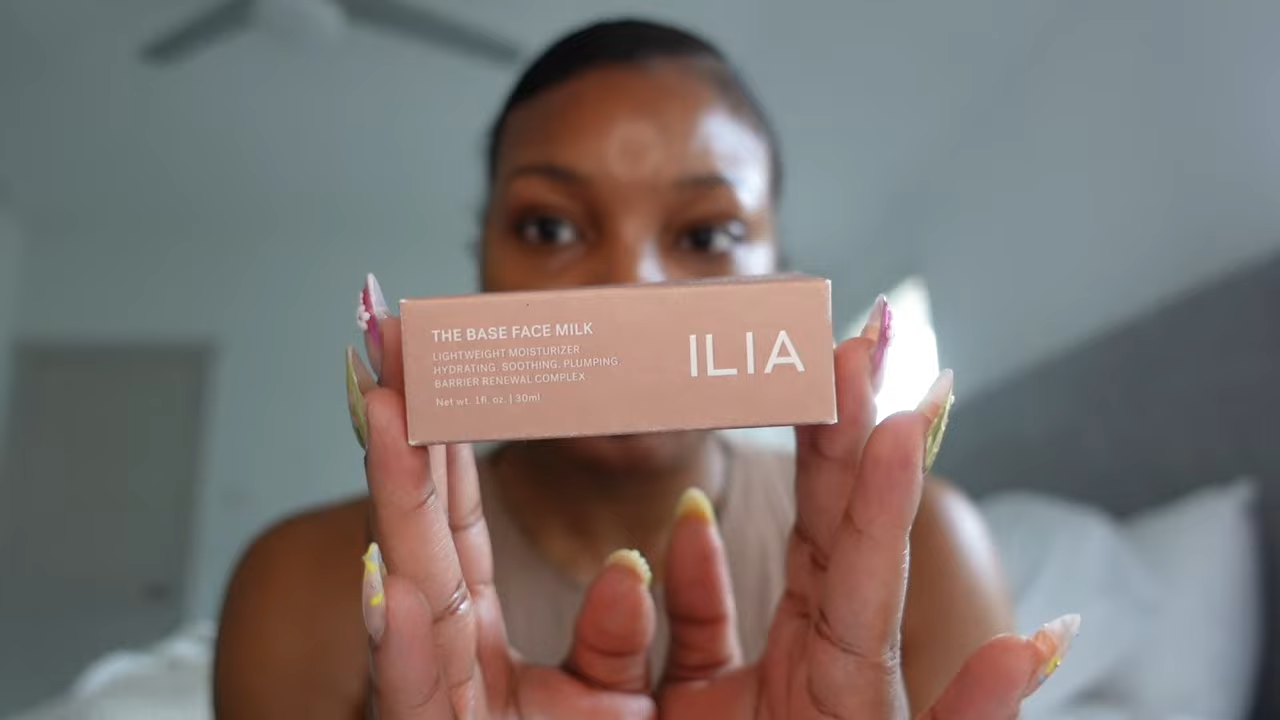 THE BASE FACE MILK
LIGHTWEIGHT MOISTURIZER
HYDRATING. SOOTHING. PLUMPING.
BARRIER RENEWAL COMPLEX
Net wt. 1fl. oz. | 30ml
ILIA